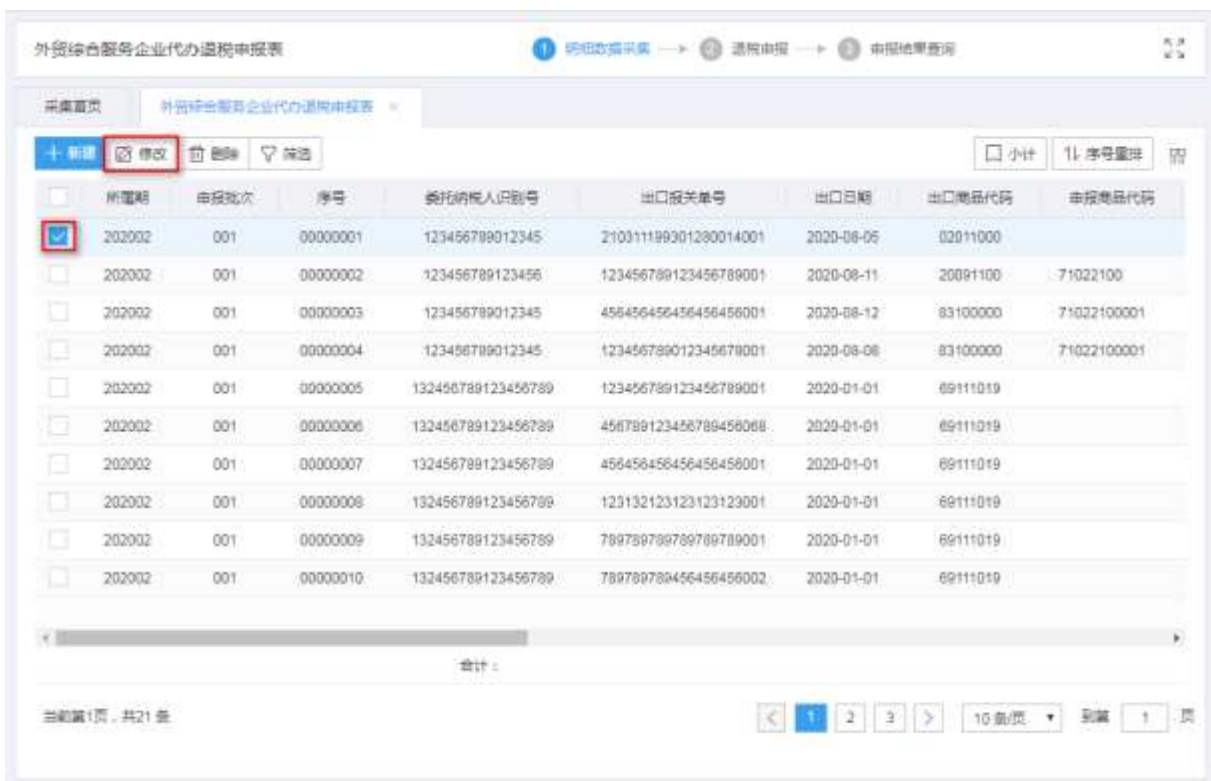 外贸综合服务企业代办退税申报表 1 明细数据采集 2 退税申报 3 申报结果查询
采集首页 外贸综合服务企业代办退税申报表 ×
+ 新建 修改 删除 筛选 小计 序号重排
所属期 申报批次 序号 委托纳税人识别号 出口报关单号 出口日期 出口商品代码 申报商品代码
202002 001 00000001 123456789012345 210311199301280014001 2020-08-05 02011000
202002 001 00000002 123456789123456 123456789123456789001 2020-08-11 20091100 71022100
202002 001 00000003 123456789012345 456456456456456456001 2020-08-12 83100000 71022100001
202002 001 00000004 123456789012345 123456789012345678001 2020-08-08 83100000 71022100001
202002 001 00000005 132456789123456789 123456789123456789001 2020-01-01 69111019
202002 001 00000006 132456789123456789 456789123456789456068 2020-01-01 69111019
202002 001 00000007 132456789123456789 456456456456456456001 2020-01-01 69111019
202002 001 00000008 132456789123456789 123132123123123123001 2020-01-01 69111019
202002 001 00000009 132456789123456789 789789789789789789001 2020-01-01 69111019
202002 001 00000010 132456789123456789 789789789456456456002 2020-01-01 69111019
合计：
当前第1页，共21条 < 1 2 3 > 10 条/页 到第 1 页